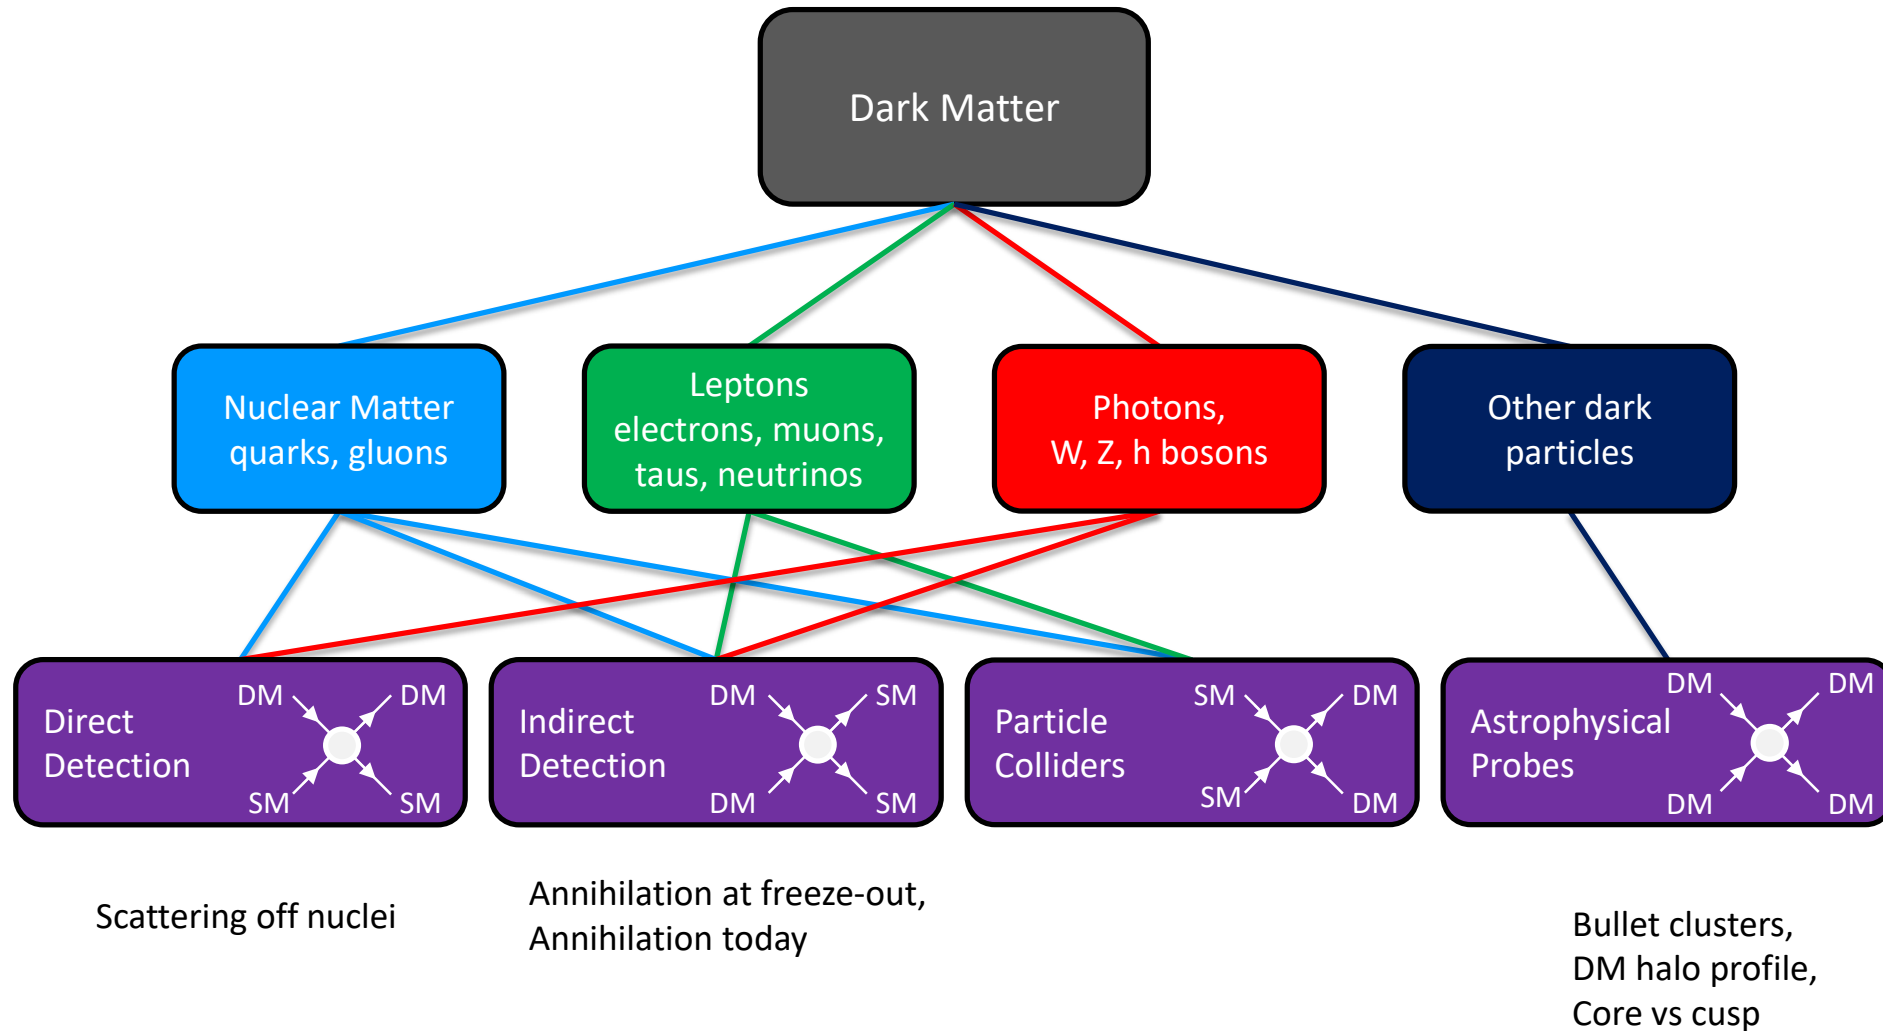 Dark Matter
Nuclear Matter
quarks, gluons
Leptons
electrons, muons,
taus, neutrinos
Photons,
W, Z, h bosons
Other dark
particles
Direct
Detection
DM
DM
SM
SM
Indirect
Detection
DM
SM
DM
SM
Particle
Colliders
SM
DM
SM
DM
Astrophysical
Probes
DM
DM
DM
DM
Scattering off nuclei
Annihilation at freeze-out,
Annihilation today
Bullet clusters,
DM halo profile,
Core vs cusp